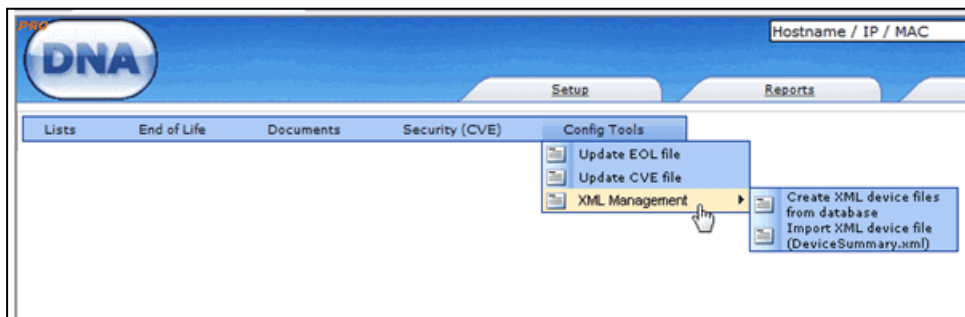 PRO
DNA
Hostname / IP / MAC
Setup Reports
Lists End of Life Documents Security (CVE) Config Tools
Update EOL file
Update CVE file
XML Management
Create XML device files
from database
Import XML device file
(DeviceSummary.xml)